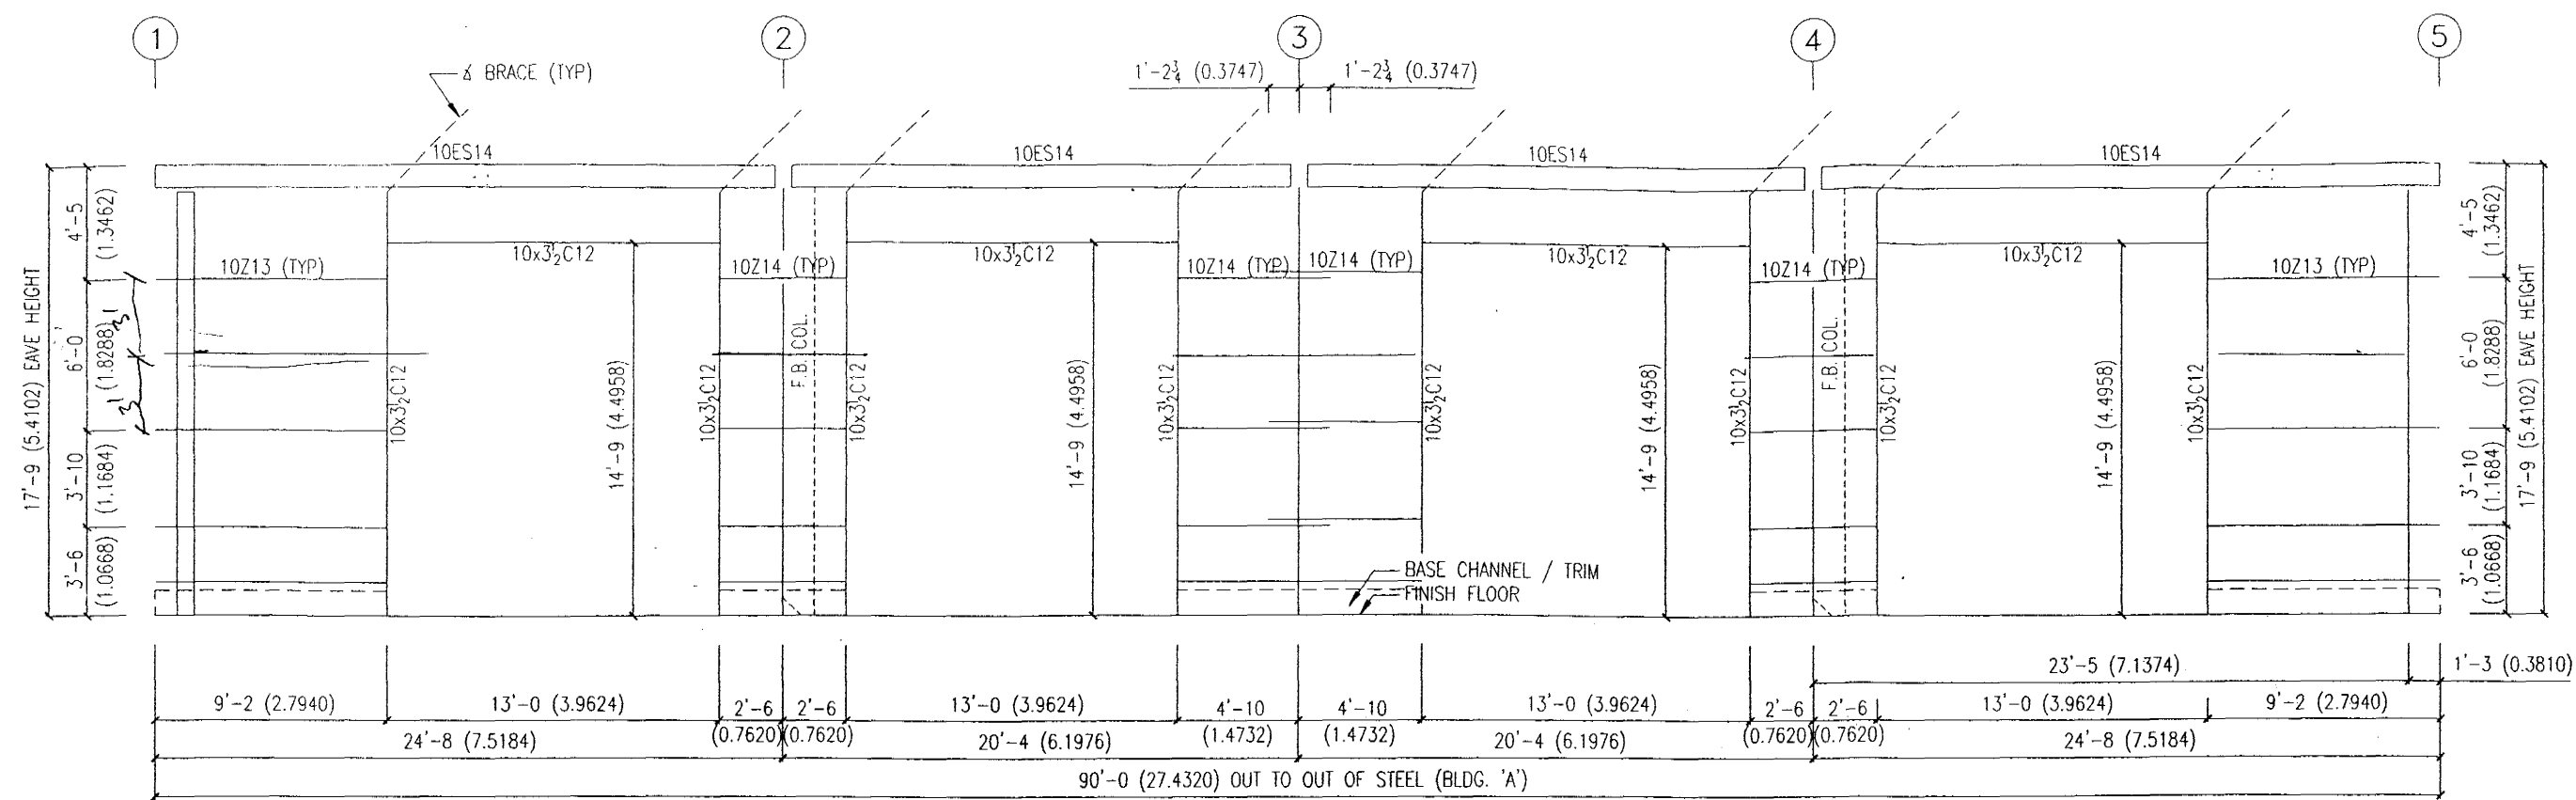 1
2
3
4
5
∡ BRACE (TYP)
1'-2¾ (0.3747)
1'-2¾ (0.3747)
10ES14
10ES14
10ES14
10ES14
17'-9 (5.4102) EAVE HEIGHT
4'-5
(1.3462)
6'-0
(1.8288)
3'-10
(1.1684)
3'-6
(1.0668)
3'
3'
10Z13 (TYP)
10x3½C12
10x3½C12
14'-9 (4.4958)
10x3½C12
10Z14 (TYP)
F.B. COL.
10x3½C12
10x3½C12
14'-9 (4.4958)
10x3½C12
10Z14 (TYP)
10Z14 (TYP)
10x3½C12
10x3½C12
14'-9 (4.4958)
10x3½C12
10Z14 (TYP)
F.B. COL.
10x3½C12
10x3½C12
14'-9 (4.4958)
10x3½C12
10Z13 (TYP)
4'-5
(1.3462)
6'-0
(1.8288)
3'-10
(1.1684)
3'-6
(1.0668)
17'-9 (5.4102) EAVE HEIGHT
BASE CHANNEL / TRIM
FINISH FLOOR
23'-5 (7.1374)
1'-3 (0.3810)
9'-2 (2.7940)
13'-0 (3.9624)
2'-6
(0.7620)
2'-6
(0.7620)
13'-0 (3.9624)
4'-10
(1.4732)
4'-10
(1.4732)
13'-0 (3.9624)
2'-6
(0.7620)
2'-6
(0.7620)
13'-0 (3.9624)
9'-2 (2.7940)
24'-8 (7.5184)
20'-4 (6.1976)
20'-4 (6.1976)
24'-8 (7.5184)
90'-0 (27.4320) OUT TO OUT OF STEEL (BLDG. 'A')